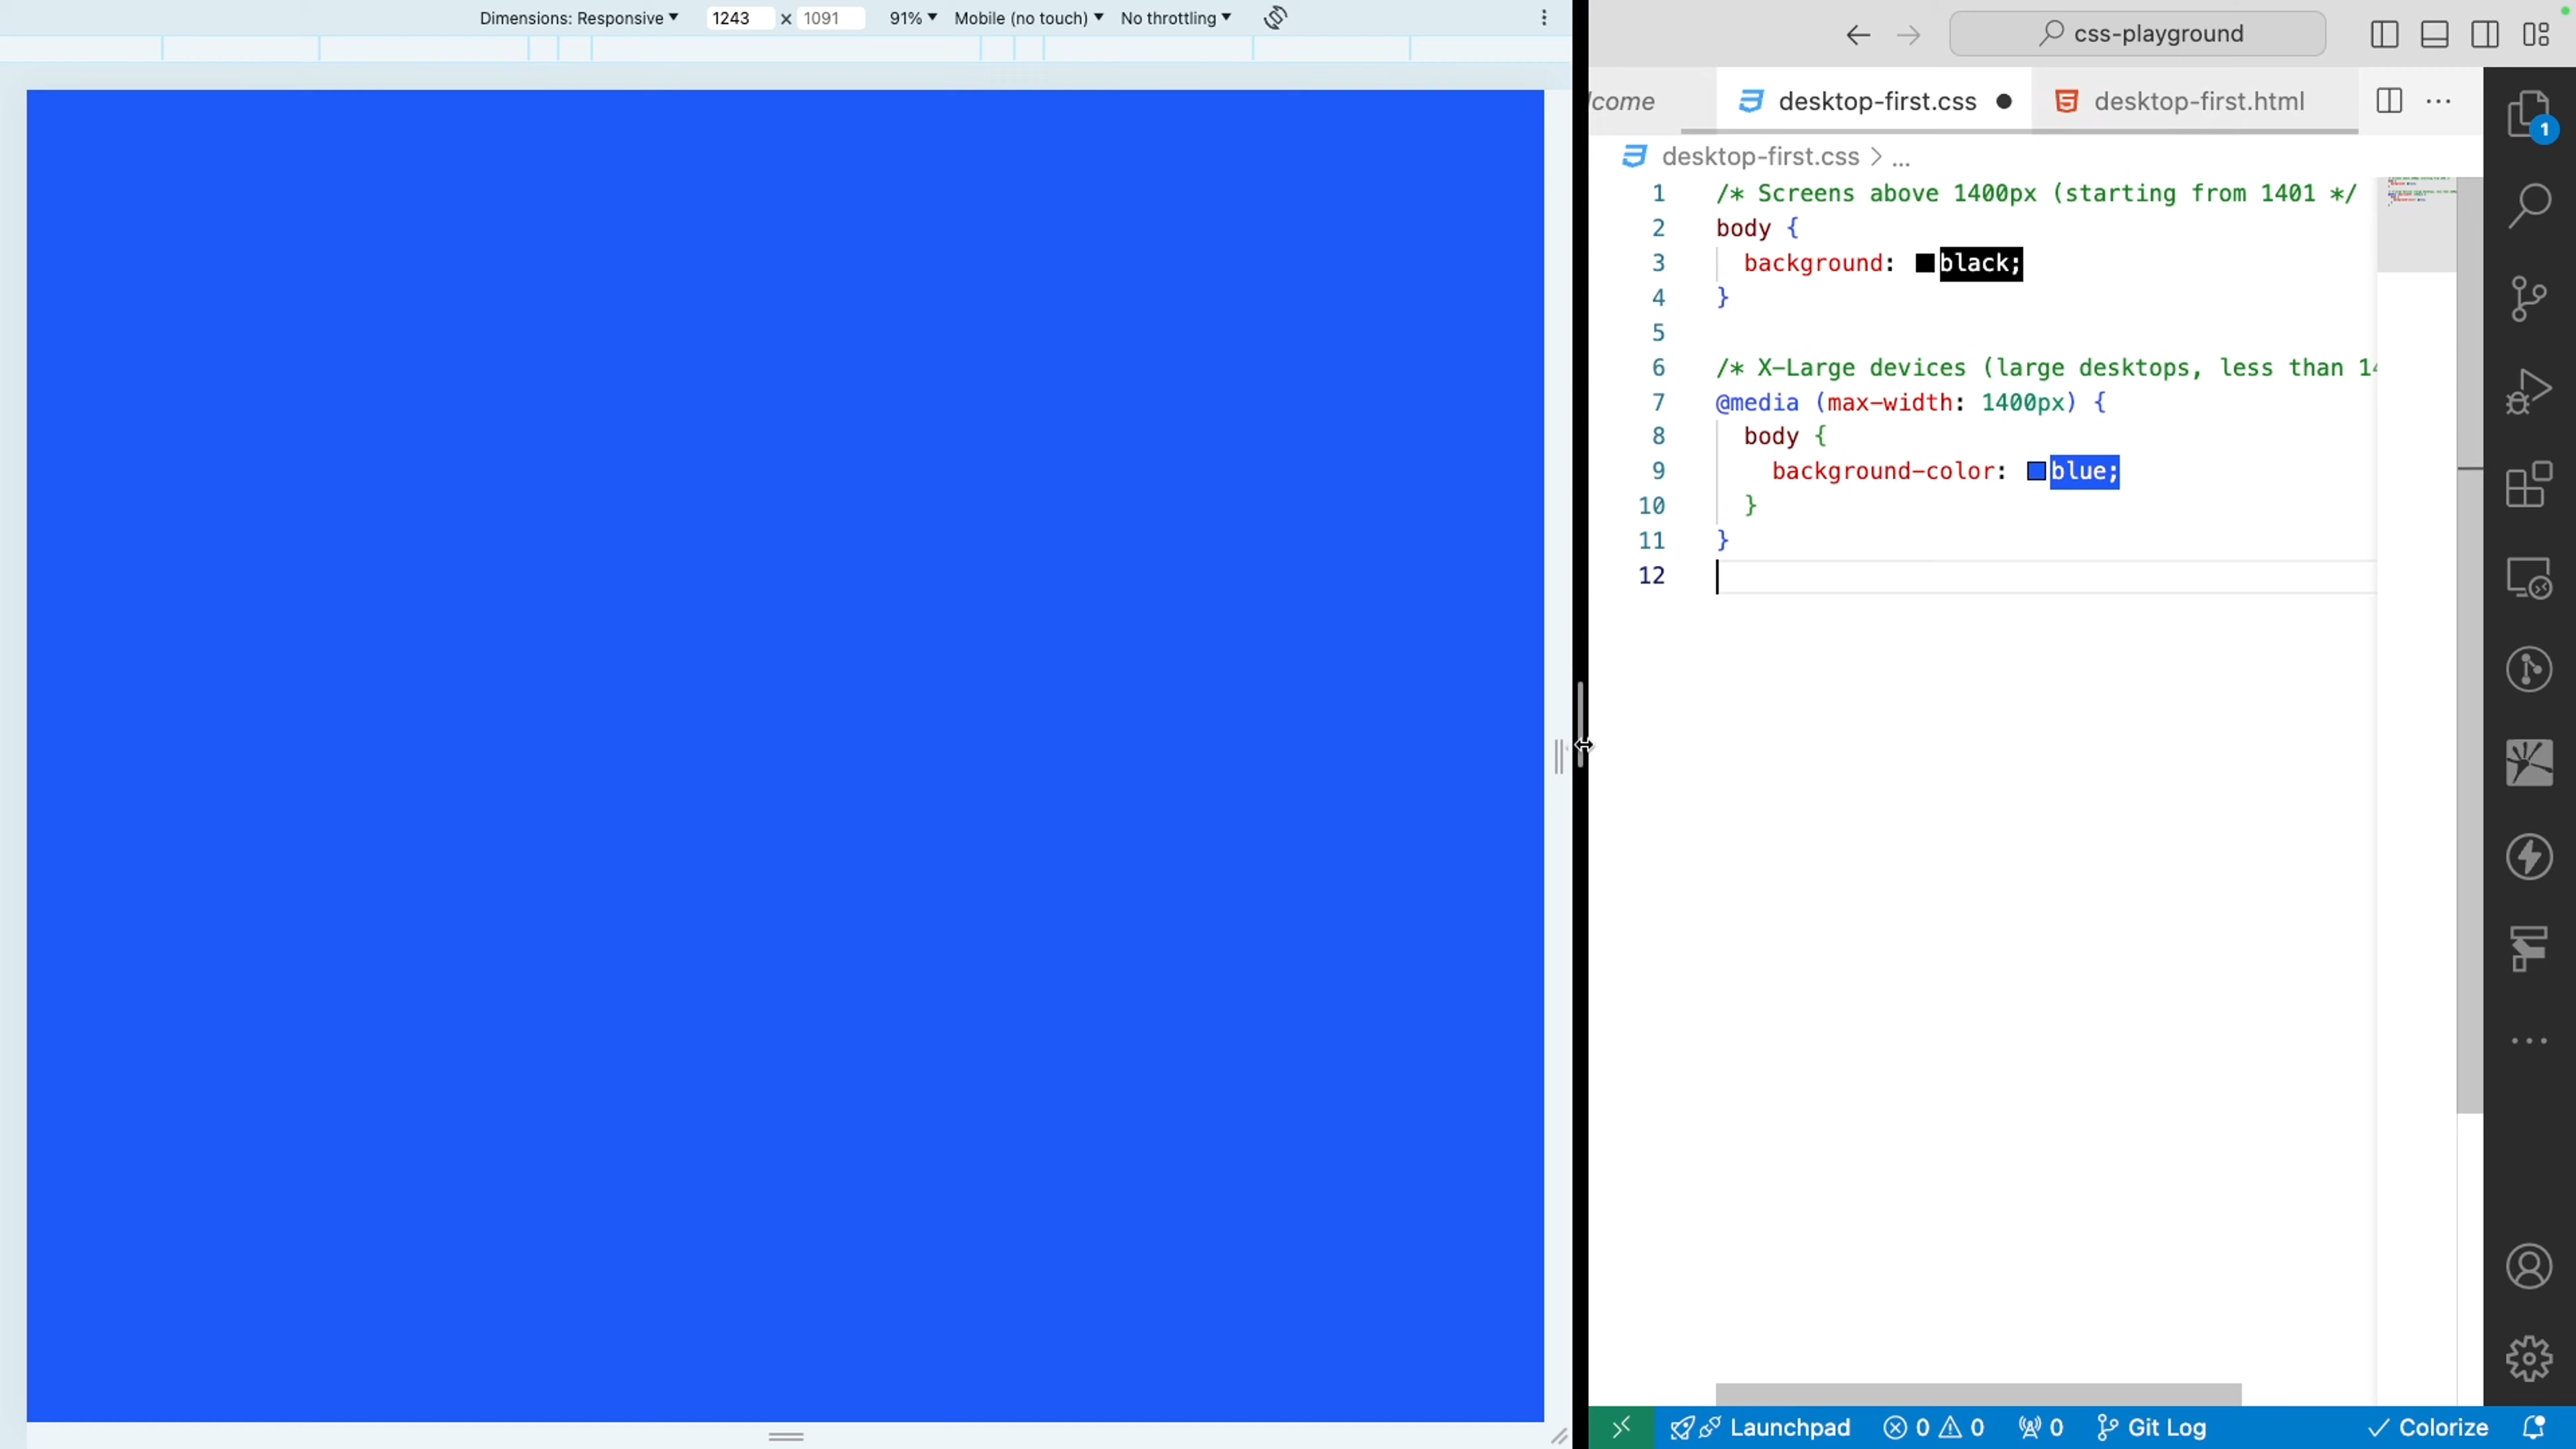 Dimensions: Responsive 1243 x 1091 91% Mobile (no touch) No throttling
css-playground
lcome desktop-first.css desktop-first.html
1
desktop-first.css > ...
1 /* Screens above 1400px (starting from 1401 */
2 body {
3 background: black;
4 }
5
6 /* X-Large devices (large desktops, less than 14
7 @media (max-width: 1400px) {
8 body {
9 background-color: blue;
10 }
11 }
12
Launchpad 0 0 0 Git Log Colorize